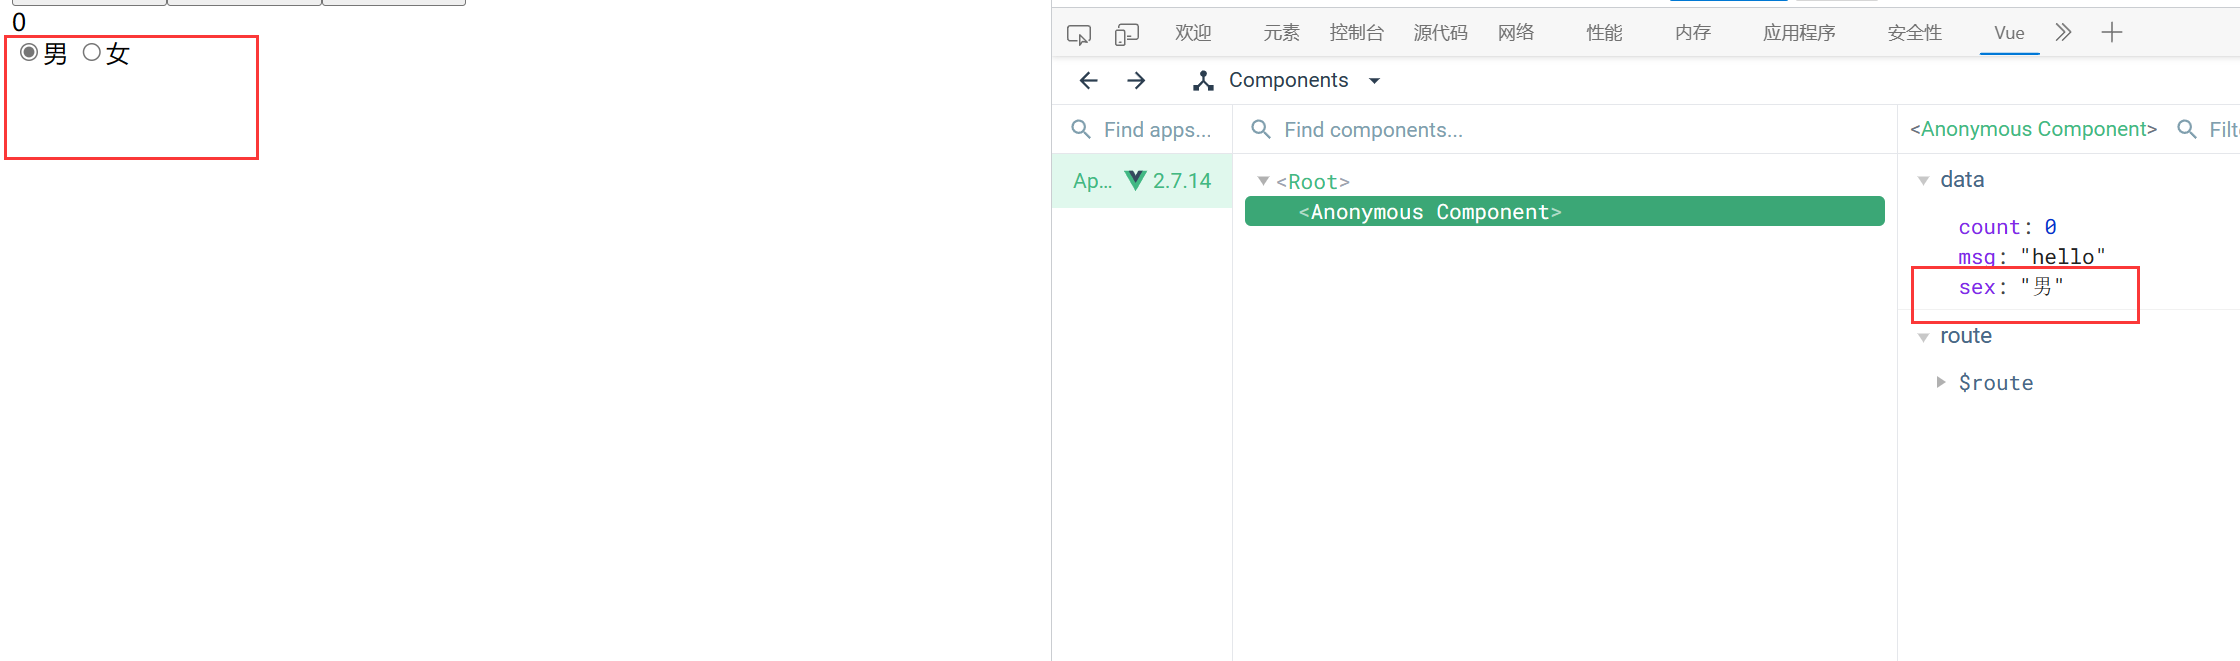 0
男 女
欢迎 元素 控制台 源代码 网络 性能 内存 应用程序 安全性 Vue
Components
Find apps... Find components... <Anonymous Component> Filt
Ap... 2.7.14
<Root>
<Anonymous Component>
data
count: 0
msg: "hello"
sex: "男"
route
$route